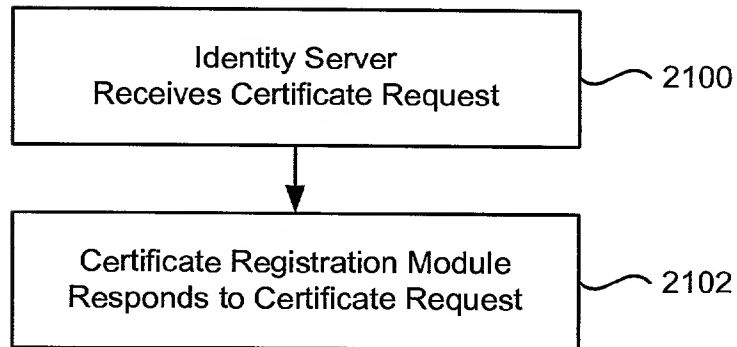 Identity Server
Receives Certificate Request
2100
Certificate Registration Module
Responds to Certificate Request
2102